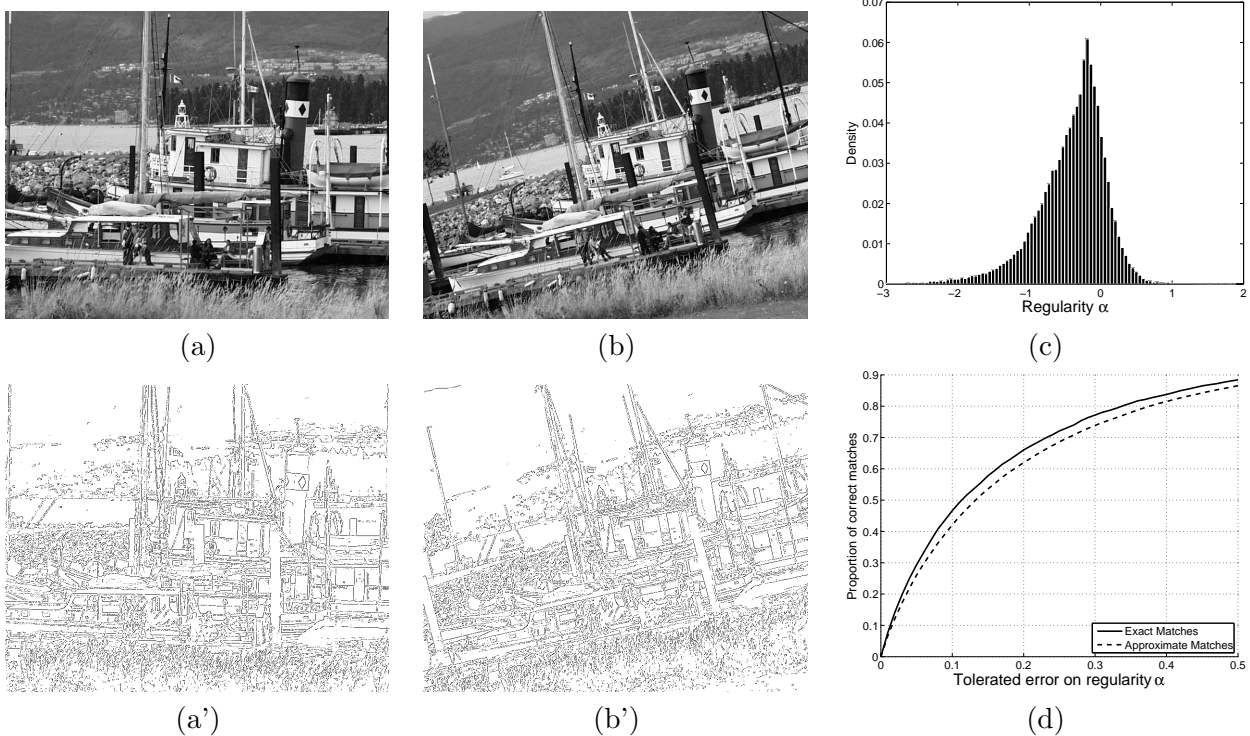 0.07
0.06
0.05
0.04
0.03
0.02
0.01
0
Density
−3
−2
−1
0
1
2
Regularity α
(a)
(b)
(c)
0.9
0.8
0.7
0.6
0.5
0.4
0.3
0.2
0.1
0
Proportion of correct matches
Exact Matches
Approximate Matches
0
0.1
0.2
0.3
0.4
0.5
Tolerated error on regularity α
(a')
(b')
(d)